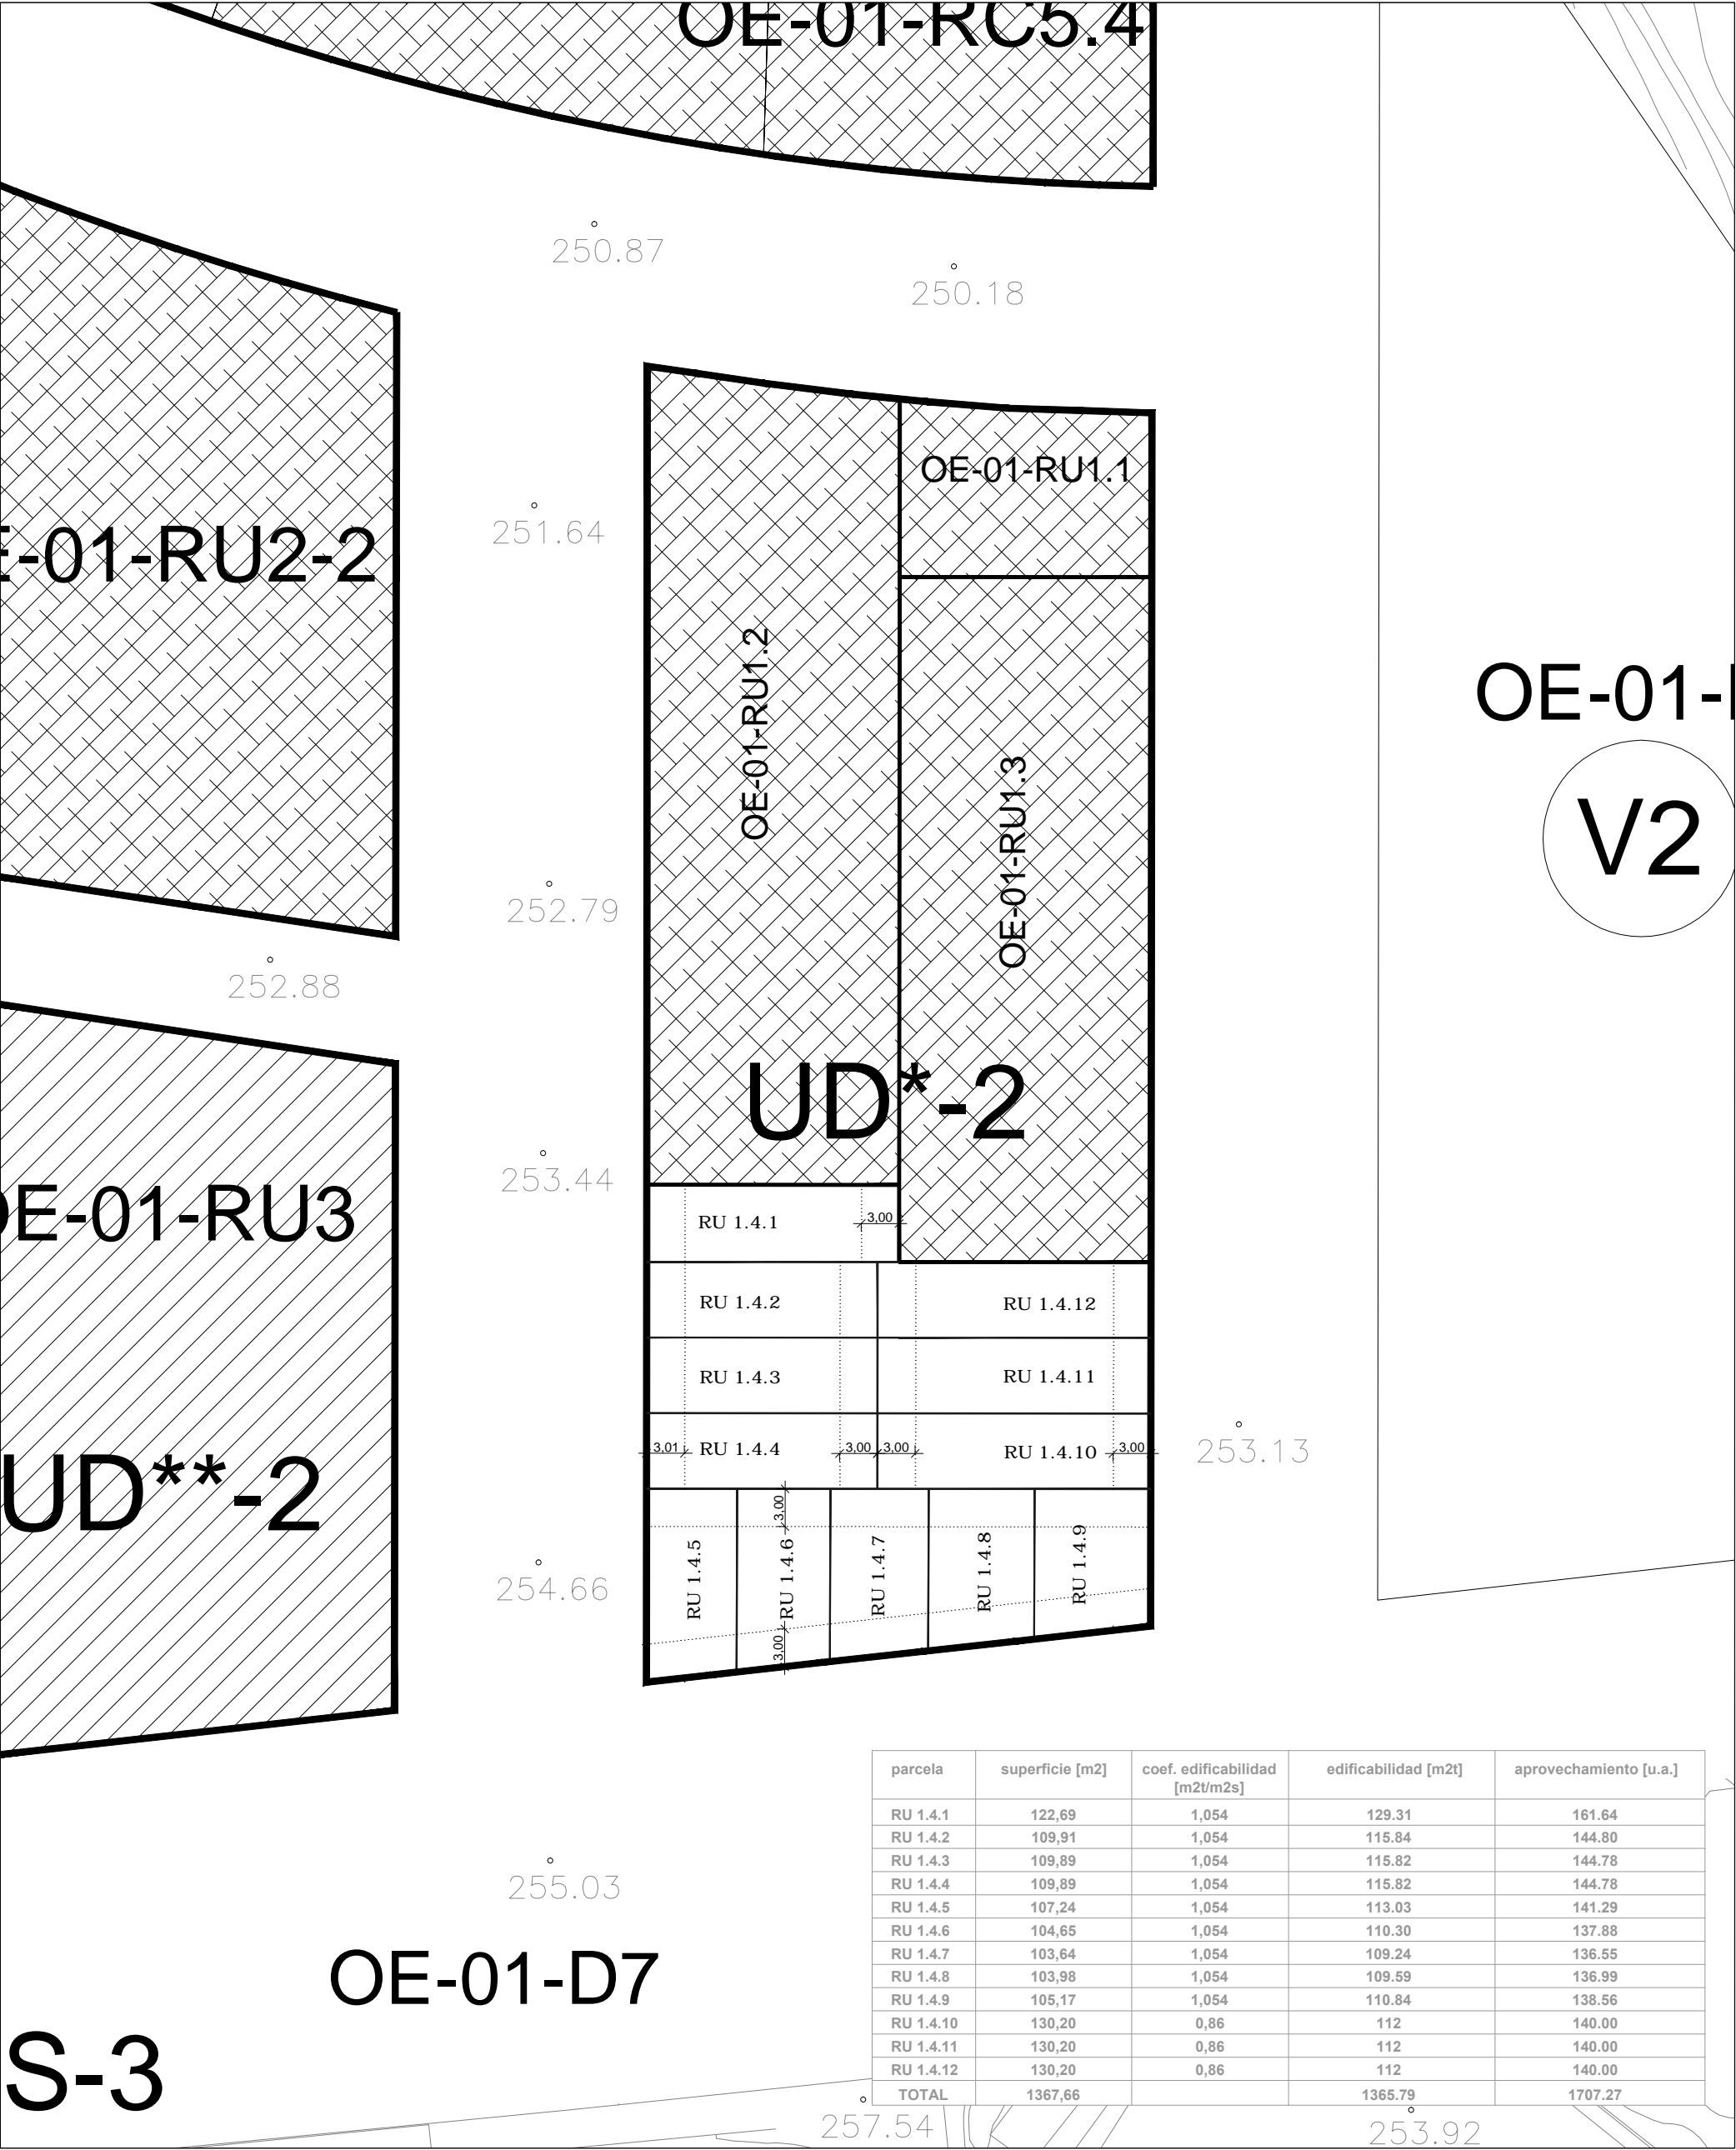 OE-01-RC5.4
250.87
250.18
OE-01-RU1.1
251.64
E-01-RU2-2
OE-01-RU1.2
OE-01-RU1.3
OE-01-
V2
252.79
252.88
UD*-2
253.44
OE-01-RU3
RU 1.4.1
3,00
RU 1.4.2
RU 1.4.12
RU 1.4.3
RU 1.4.11
3,01
RU 1.4.4
3,00
3,00
RU 1.4.10
3,00
253.13
UD**-2
3,00
RU 1.4.5
RU 1.4.6
RU 1.4.7
RU 1.4.8
RU 1.4.9
3,00
254.66
parcela superficie [m2] coef. edificabilidad [m2t/m2s] edificabilidad [m2t] aprovechamiento [u.a.]
RU 1.4.1 122,69 1,054 129.31 161.64
RU 1.4.2 109,91 1,054 115.84 144.80
RU 1.4.3 109,89 1,054 115.82 144.78
RU 1.4.4 109,89 1,054 115.82 144.78
RU 1.4.5 107,24 1,054 113.03 141.29
RU 1.4.6 104,65 1,054 110.30 137.88
RU 1.4.7 103,64 1,054 109.24 136.55
RU 1.4.8 103,98 1,054 109.59 136.99
RU 1.4.9 105,17 1,054 110.84 138.56
RU 1.4.10 130,20 0,86 112 140.00
RU 1.4.11 130,20 0,86 112 140.00
RU 1.4.12 130,20 0,86 112 140.00
TOTAL 1367,66 1365.79 1707.27
255.03
OE-01-D7
S-3
257.54
253.92